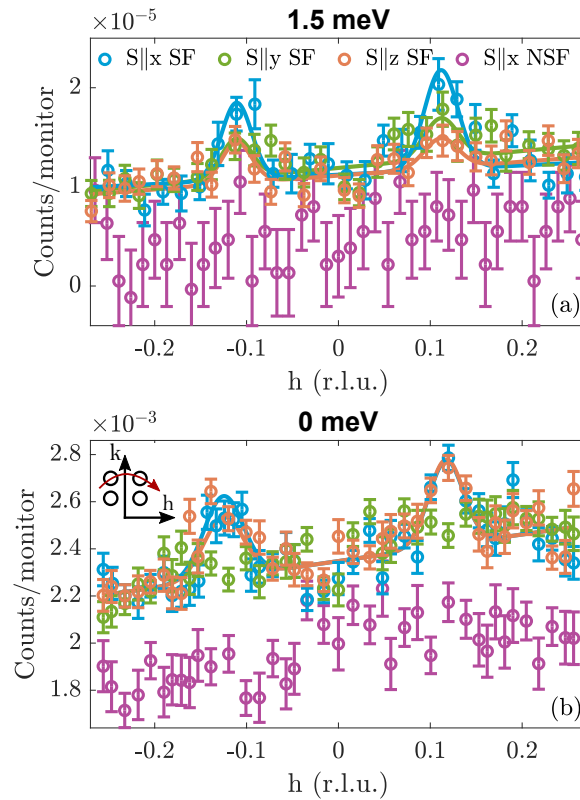 1.5 meV
×10⁻⁵
S||x SF S||y SF S||z SF S||x NSF
2
1
0
Counts/monitor
(a)
-0.2 -0.1 0 0.1 0.2
h (r.l.u.)
0 meV
×10⁻³
k
h
2.8
2.6
2.4
2.2
2
1.8
Counts/monitor
(b)
-0.2 -0.1 0 0.1 0.2
h (r.l.u.)